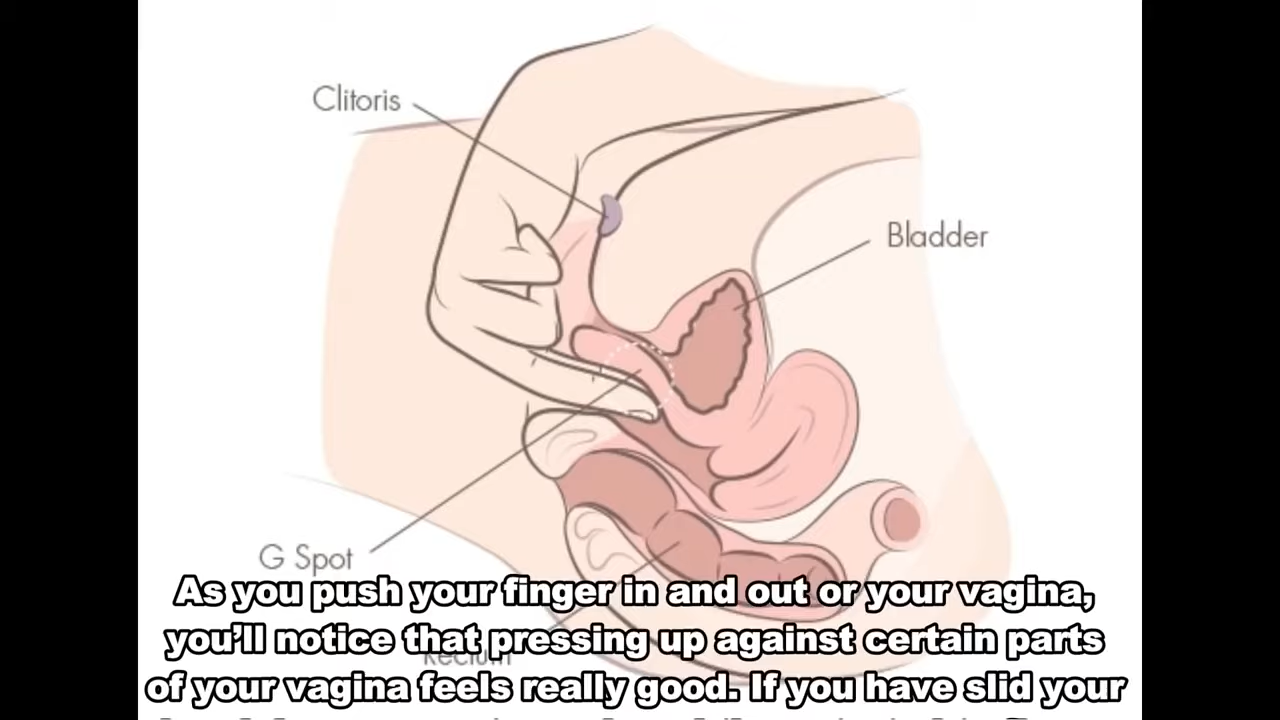 Clitoris
Bladder
G Spot
Rectum
As you push your finger in and out or your vagina,
you'll notice that pressing up against certain parts
of your vagina feels really good. If you have slid your